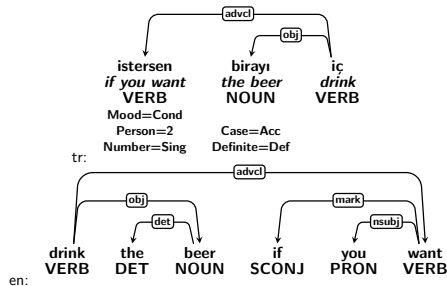 advcl
obj
istersen birayı iç
if you want the beer drink
VERB NOUN VERB
Mood=Cond
Person=2 Case=Acc
Number=Sing Definite=Def
tr:
advcl
obj mark
det nsubj
drink the beer if you want
VERB DET NOUN SCONJ PRON VERB
en: